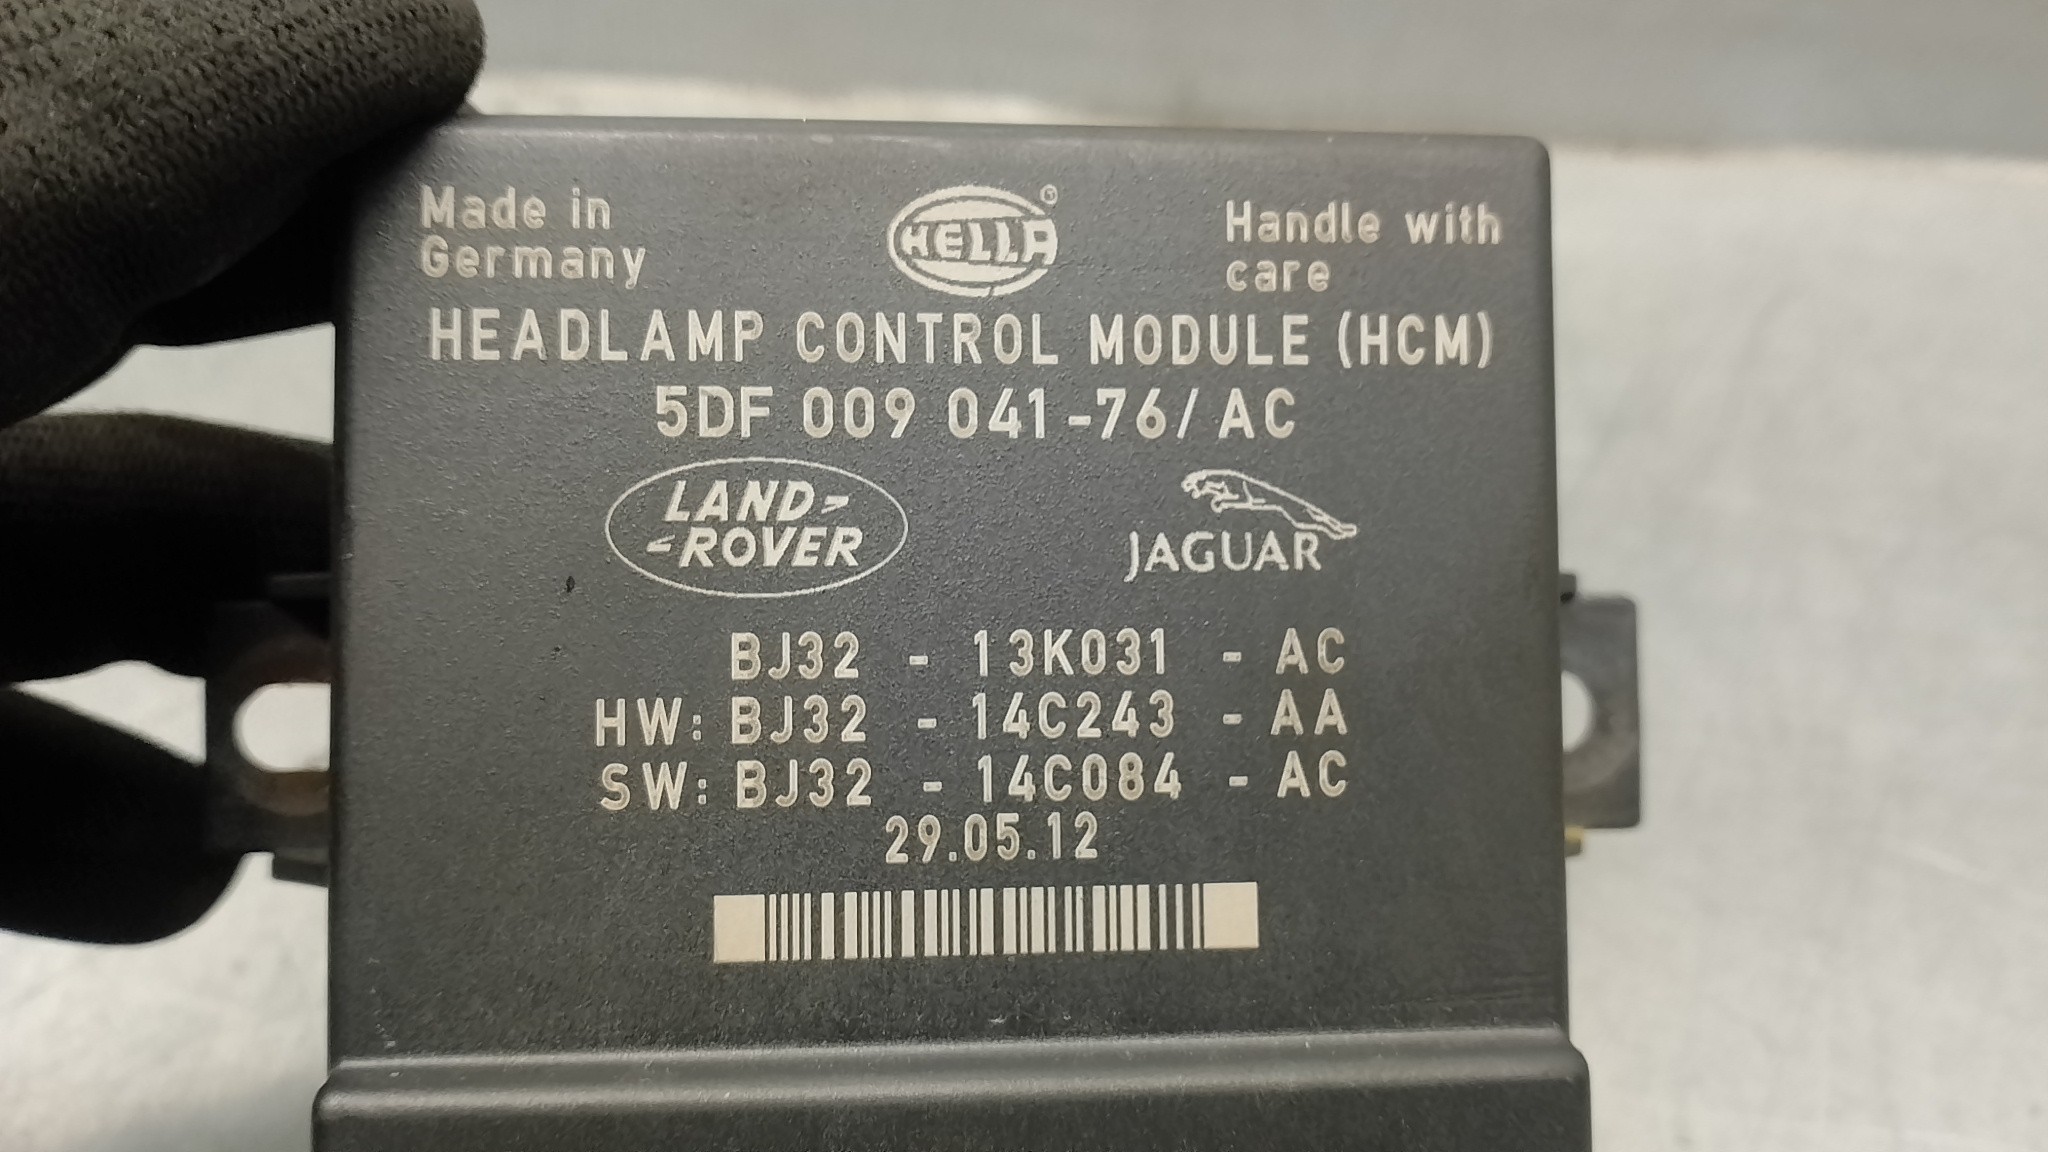 Made in
Germany
HELLA®
Handle with
care
HEADLAMP CONTROL MODULE (HCM)
5DF 009 041-76/ AC
LAND-
-ROVER
JAGUAR
BJ32 - 13K031 - AC
HW: BJ32 - 14C243 - AA
SW: BJ32 - 14C084 - AC
29.05.12